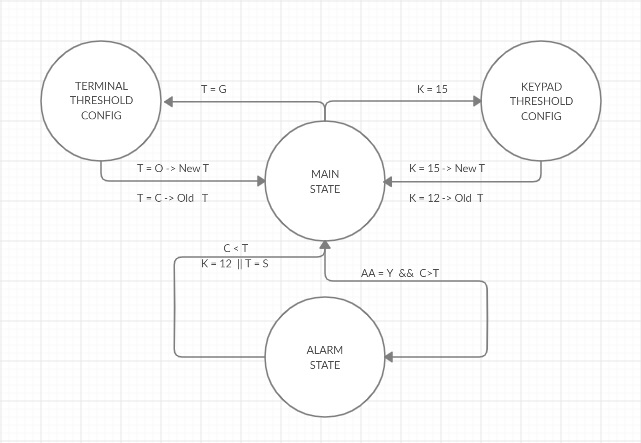 TERMINAL
THRESHOLD
CONFIG
T = G
K = 15
KEYPAD
THRESHOLD
CONFIG
T = O -> New T
T = C -> Old T
MAIN
STATE
K = 15 -> New T
K = 12 -> Old T
C < T
K = 12 || T = S
AA = Y && C>T
ALARM
STATE